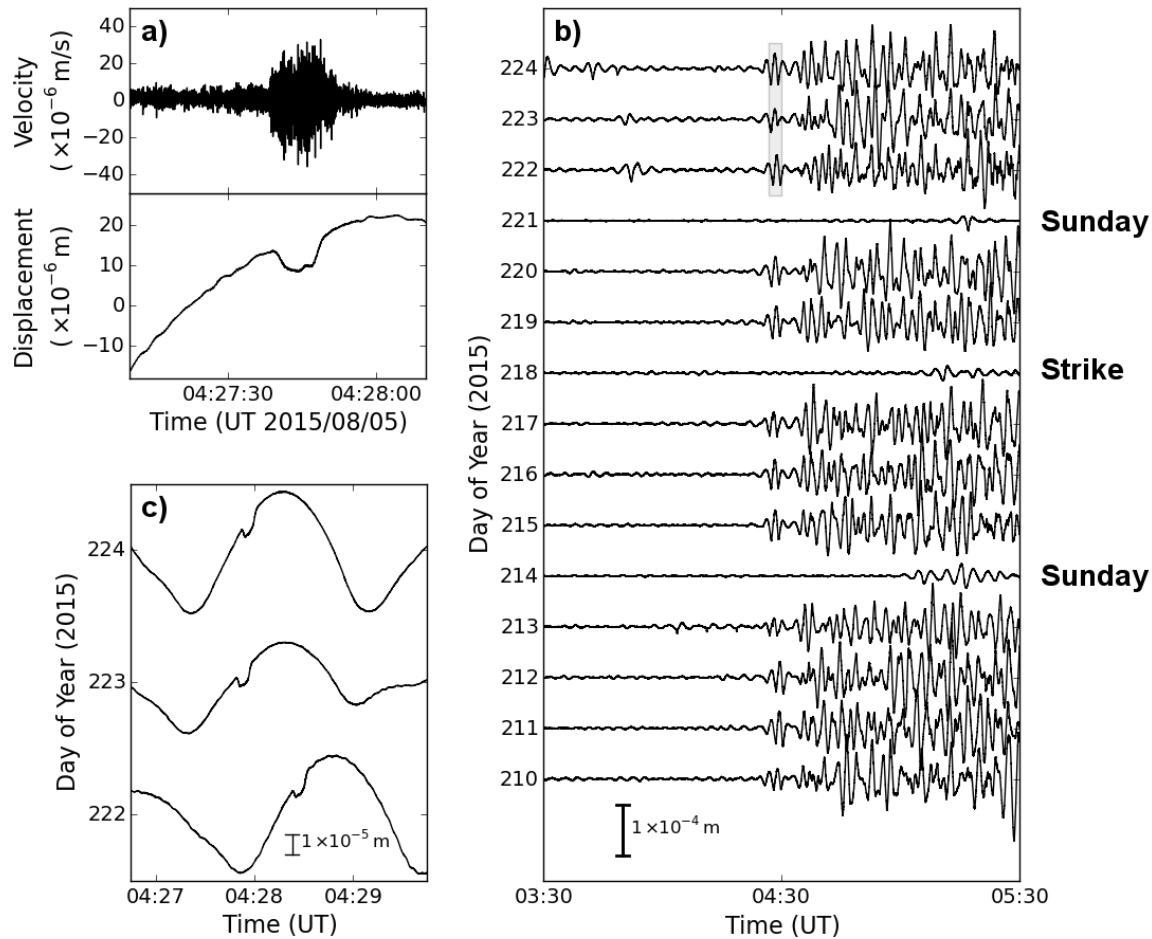 a)
Velocity
( ×10⁻⁶ m/s)
40
20
0
−20
−40
Displacement
( ×10⁻⁶ m)
20
10
0
−10
04:27:30 04:28:00
Time (UT 2015/08/05)
c)
Day of Year (2015)
224
223
222
1 ×10⁻⁵ m
04:27 04:28 04:29
Time (UT)
b)
Day of Year (2015)
224
223
222
221 Sunday
220
219
218 Strike
217
216
215
214 Sunday
213
212
211
210
1 ×10⁻⁴ m
03:30 04:30 05:30
Time (UT)